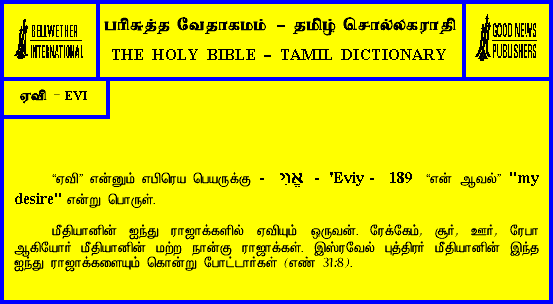 BELLWETHER
INTERNATIONAL
பரிசுத்த வேதாகமம் – தமிழ் சொல்லகராதி
THE HOLY BIBLE – TAMIL DICTIONARY
GOOD NEWS
PUBLISHERS
ஏவி – EVI
“ஏவி” என்னும் எபிரெய பெயருக்கு - אֱוִי - 'Eviy - 189 “என் ஆவல்” "my
desire" என்று பொருள்.
மீதியானின் ஐந்து ராஜாக்களில் ஏவியும் ஒருவன். ரேக்கேம், சூர், ஊர், ரேபா
ஆகியோர் மீதியானின் மற்ற நான்கு ராஜாக்கள். இஸ்ரவேல் புத்திரர் மீதியானின் இந்த
ஐந்து ராஜாக்களையும் கொன்று போட்டார்கள் (எண் 31:8).